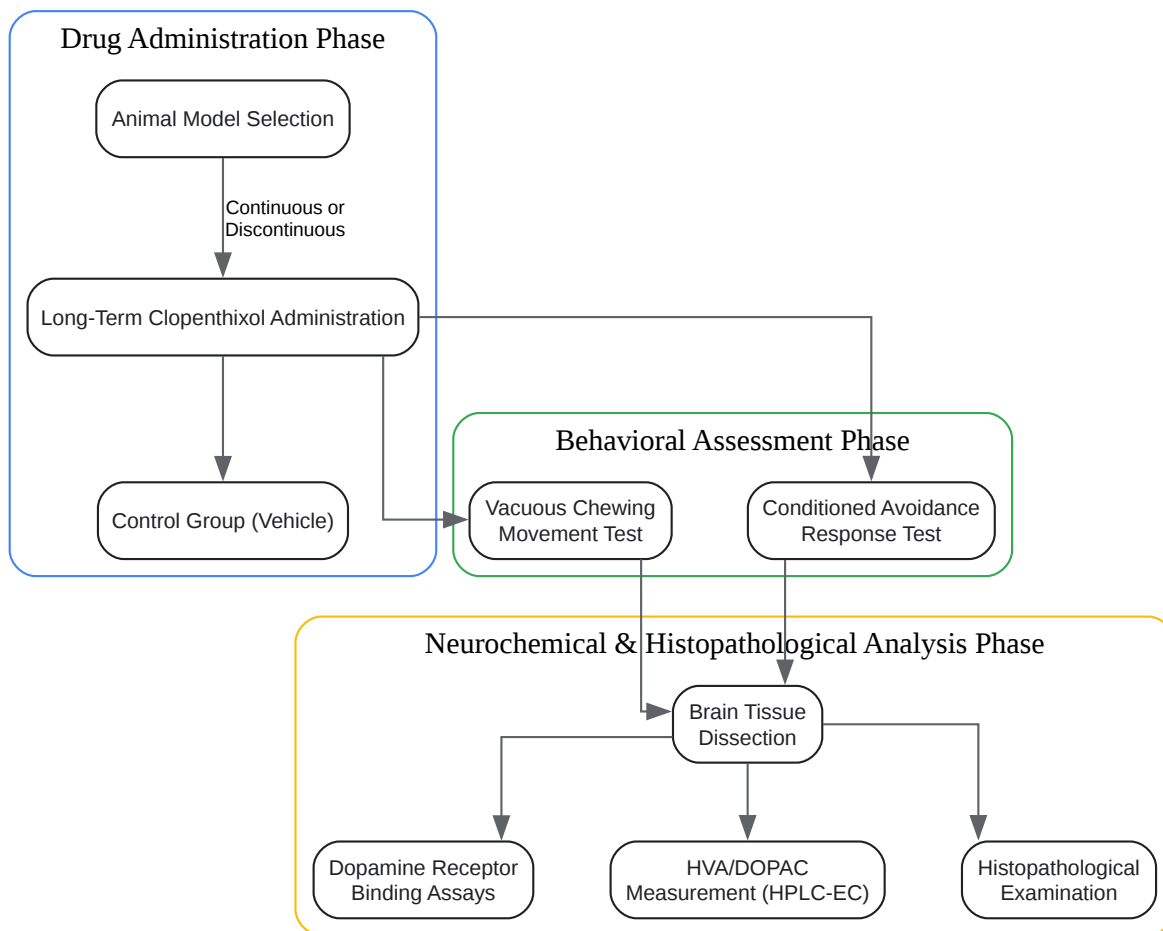 Drug Administration Phase
Animal Model Selection
Continuous or
Discontinuous
Long-Term Clopenthixol Administration
Control Group (Vehicle)
Behavioral Assessment Phase
Vacuous Chewing
Movement Test
Conditioned Avoidance
Response Test
Neurochemical & Histopathological Analysis Phase
Brain Tissue
Dissection
Dopamine Receptor
Binding Assays
HVA/DOPAC
Measurement (HPLC-EC)
Histopathological
Examination